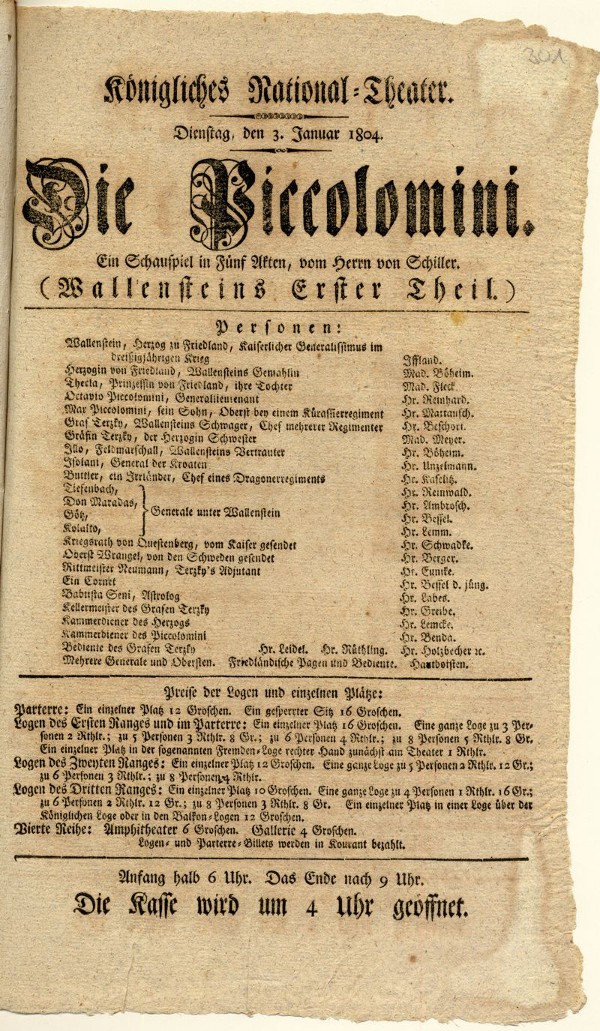 301
Königliches National-Theater.
Dienstag, den 3. Januar 1804.
Die Piccolomini.
Ein Schauspiel in Fünf Akten, vom Herrn von Schiller.
(Wallensteins Erster Theil.)
Personen:
Wallenstein, Herzog zu Friedland, Kaiserlicher Generalissimus im
dreißigjährigen Krieg Iffland.
Herzogin von Friedland, Wallensteins Gemahlin Mad. Böheim.
Thecla, Prinzessin von Friedland, ihre Tochter Mad. Fleck.
Octavio Piccolomini, Generallieutenant Hr. Reinhard.
Max Piccolomini, sein Sohn, Oberst bey einem Kürassierregiment Hr. Mattausch.
Graf Terzky, Wallensteins Schwager, Chef mehrerer Regimenter Hr. Beschort.
Gräfin Terzky, der Herzogin Schwester Mad. Meyer.
Illo, Feldmarschall, Wallensteins Vertrauter Hr. Böheim.
Isolani, General der Kroaten Hr. Unzelmann.
Buttler, ein Irrländer, Chef eines Dragonerregiments Hr. Kaselitz.
Tiefenbach, Hr. Reinwald.
Don Maradas, Generale unter Wallenstein Hr. Ambrosch.
Götz, Hr. Bessel.
Kolalto, Hr. Lemm.
Kriegsrath von Questenberg, vom Kaiser gesendet Hr. Schwadke.
Oberst Wrangel, von den Schweden gesendet Hr. Berger.
Rittmeister Neumann, Terzky's Adjutant Hr. Eunike.
Ein Cornet Hr. Bessel d. jüng.
Babtista Seni, Astrolog Hr. Labes.
Kellermeister des Grafen Terzky Hr. Greibe.
Kammerdiener des Herzogs Hr. Lemcke.
Kammerdiener des Piccolomini Hr. Benda.
Bediente des Grafen Terzky Hr. Leidel. Hr. Rüthling. Hr. Holzbecher ꝛc.
Mehrere Generale und Obersten. Friedländische Pagen und Bediente. Hautboisten.
Preise der Logen und einzelnen Plätze:
Parterre: Ein einzelner Platz 12 Groschen. Ein gesperrter Sitz 16 Groschen.
Logen des Ersten Ranges und im Parterre: Ein einzelner Platz 16 Groschen. Eine ganze Loge zu 3 Per-
sonen 2 Rthlr.; zu 5 Personen 3 Rthlr. 8 Gr.; zu 6 Personen 4 Rthlr.; zu 8 Personen 5 Rthlr. 8 Gr.
Ein einzelner Platz in der sogenannten Fremden-Loge rechter Hand zunächst am Theater 1 Rthlr.
Logen des Zweyten Ranges: Ein einzelner Platz 12 Groschen. Eine ganze Loge zu 5 Personen 2 Rthlr. 12 Gr.;
zu 6 Personen 3 Rthlr.; zu 8 Personen 4 Rthlr.
Logen des Dritten Ranges: Ein einzelner Platz 10 Groschen. Eine ganze Loge zu 4 Personen 1 Rthlr. 16 Gr.;
zu 6 Personen 2 Rthlr. 12 Gr.; zu 8 Personen 3 Rthlr. 8 Gr. Ein einzelner Platz in einer Loge über der
Königlichen Loge oder in den Balkon-Logen 12 Groschen.
Vierte Reihe: Amphitheater 6 Groschen. Gallerie 4 Groschen.
Logen- und Parterre-Billets werden in Kourant bezahlt.
Anfang halb 6 Uhr. Das Ende nach 9 Uhr.
Die Kasse wird um 4 Uhr geöffnet.